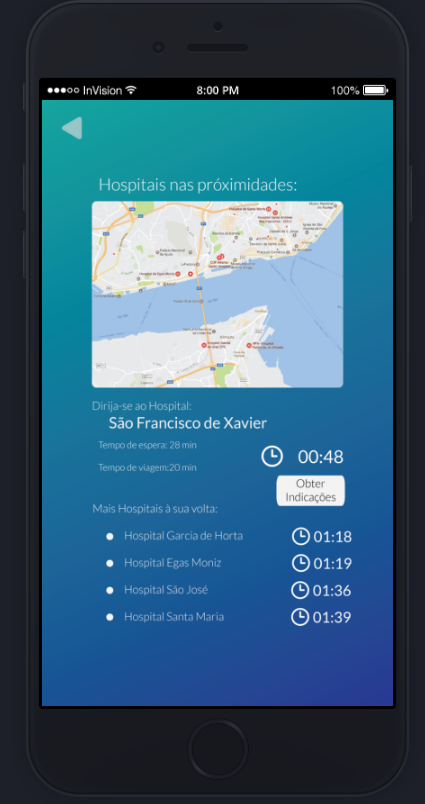 InVision
8:00 PM
100%
Hospitais nas próximidades:
Dirija-se ao Hospital:
São Francisco de Xavier
Tempo de espera: 28 min
00:48
Tempo de viagem:20 min
Obter
Indicações
Mais Hospitais à sua volta:
Hospital Garcia de Horta
01:18
Hospital Egas Moniz
01:19
Hospital São José
01:36
Hospital Santa Maria
01:39